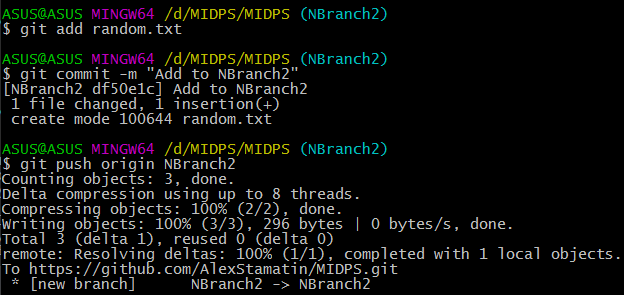 ASUS@ASUS MINGW64 /d/MIDPS/MIDPS (NBranch2)
$ git add random.txt
ASUS@ASUS MINGW64 /d/MIDPS/MIDPS (NBranch2)
$ git commit -m "Add to NBranch2"
[NBranch2 df50e1c] Add to NBranch2
 1 file changed, 1 insertion(+)
 create mode 100644 random.txt
ASUS@ASUS MINGW64 /d/MIDPS/MIDPS (NBranch2)
$ git push origin NBranch2
Counting objects: 3, done.
Delta compression using up to 8 threads.
Compressing objects: 100% (2/2), done.
Writing objects: 100% (3/3), 296 bytes | 0 bytes/s, done.
Total 3 (delta 1), reused 0 (delta 0)
remote: Resolving deltas: 100% (1/1), completed with 1 local objects.
To https://github.com/AlexStamatin/MIDPS.git
 * [new branch]      NBranch2 -> NBranch2